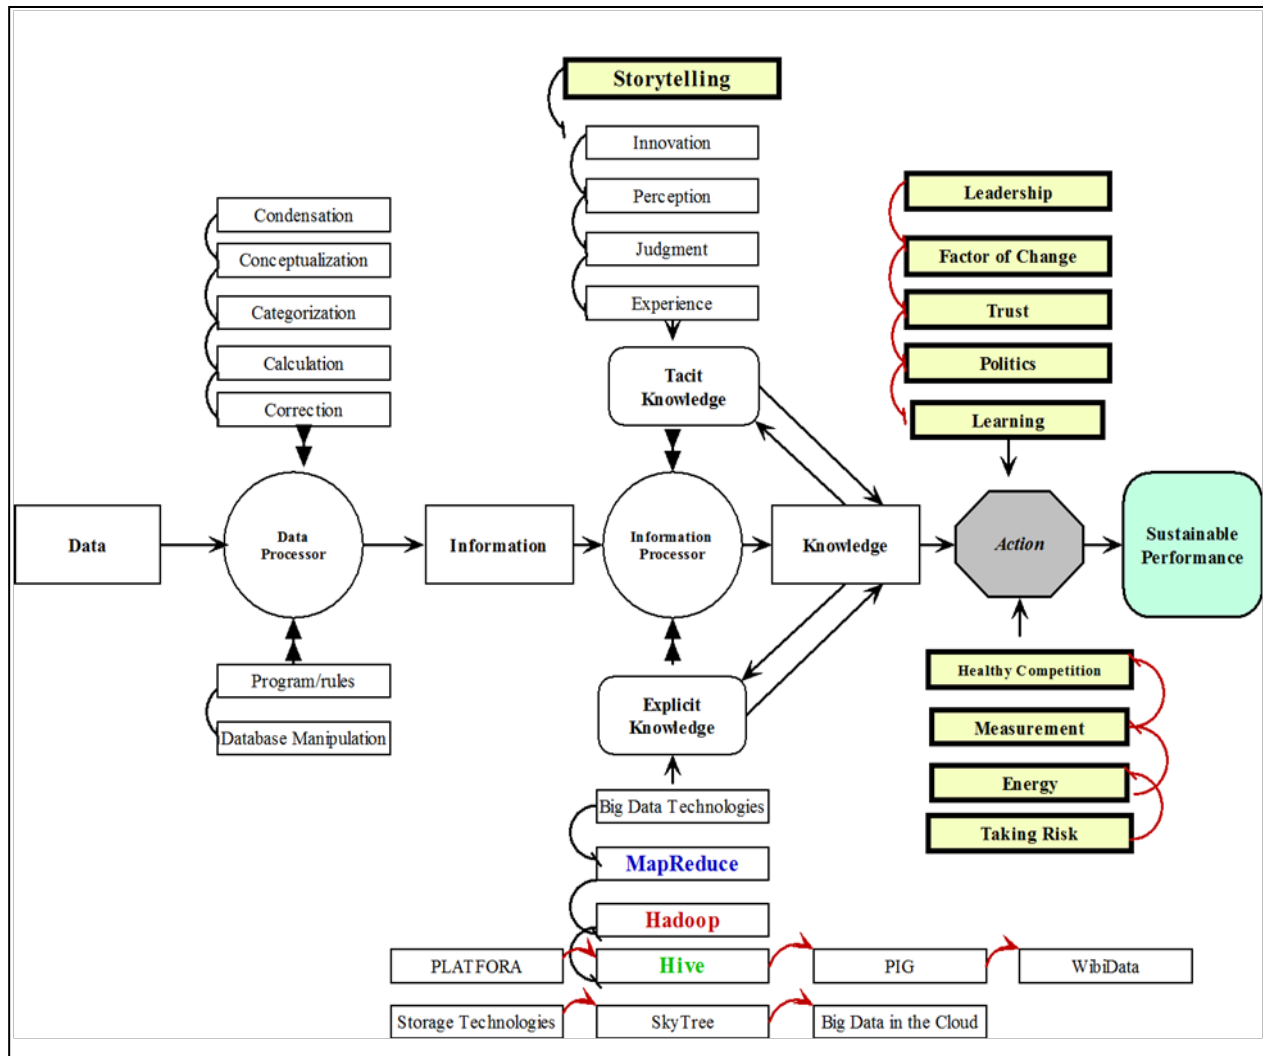 Storytelling
Innovation
Perception
Judgment
Experience
Condensation
Conceptualization
Categorization
Calculation
Correction
Leadership
Factor of Change
Trust
Politics
Learning
Tacit
Knowledge
Data
Data
Processor
Information
Information
Processor
Knowledge
Action
Sustainable
Performance
Program/rules
Database Manipulation
Explicit
Knowledge
Healthy Competition
Measurement
Energy
Taking Risk
Big Data Technologies
MapReduce
Hadoop
PLATFORA
Hive
PIG
WibiData
Storage Technologies
SkyTree
Big Data in the Cloud